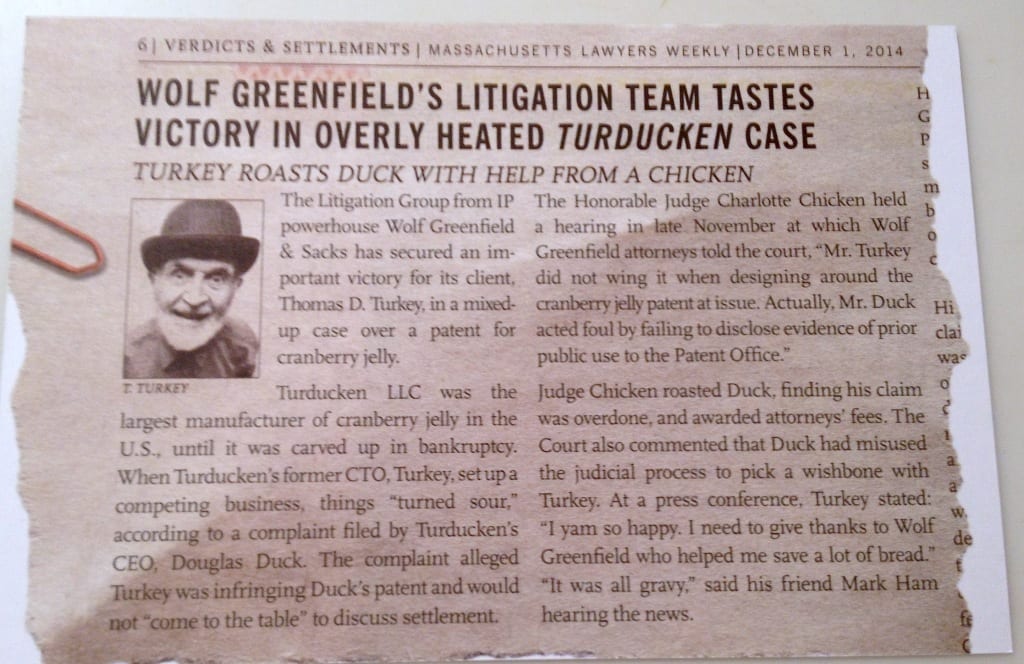 6| VERDICTS & SETTLEMENTS | MASSACHUSETTS LAWYERS WEEKLY | DECEMBER 1, 2014
WOLF GREENFIELD'S LITIGATION TEAM TASTES
VICTORY IN OVERLY HEATED TURDUCKEN CASE
TURKEY ROASTS DUCK WITH HELP FROM A CHICKEN
The Litigation Group from IP
powerhouse Wolf Greenfield
& Sacks has secured an im-
portant victory for its client,
Thomas D. Turkey, in a mixed-
up case over a patent for
cranberry jelly.
T. TURKEY
Turducken LLC was the
largest manufacturer of cranberry jelly in the
U.S., until it was carved up in bankruptcy.
When Turducken's former CTO, Turkey, set up a
competing business, things "turned sour,"
according to a complaint filed by Turducken's
CEO, Douglas Duck. The complaint alleged
Turkey was infringing Duck's patent and would
not "come to the table" to discuss settlement.
The Honorable Judge Charlotte Chicken held
a hearing in late November at which Wolf
Greenfield attorneys told the court, "Mr. Turkey
did not wing it when designing around the
cranberry jelly patent at issue. Actually, Mr. Duck
acted foul by failing to disclose evidence of prior
public use to the Patent Office."
Judge Chicken roasted Duck, finding his claim
was overdone, and awarded attorneys' fees. The
Court also commented that Duck had misused
the judicial process to pick a wishbone with
Turkey. At a press conference, Turkey stated:
"I yam so happy. I need to give thanks to Wolf
Greenfield who helped me save a lot of bread."
"It was all gravy," said his friend Mark Ham
hearing the news.
H
G
P
s
m
b
o
Hi
clai
was
o
a
a
w
de